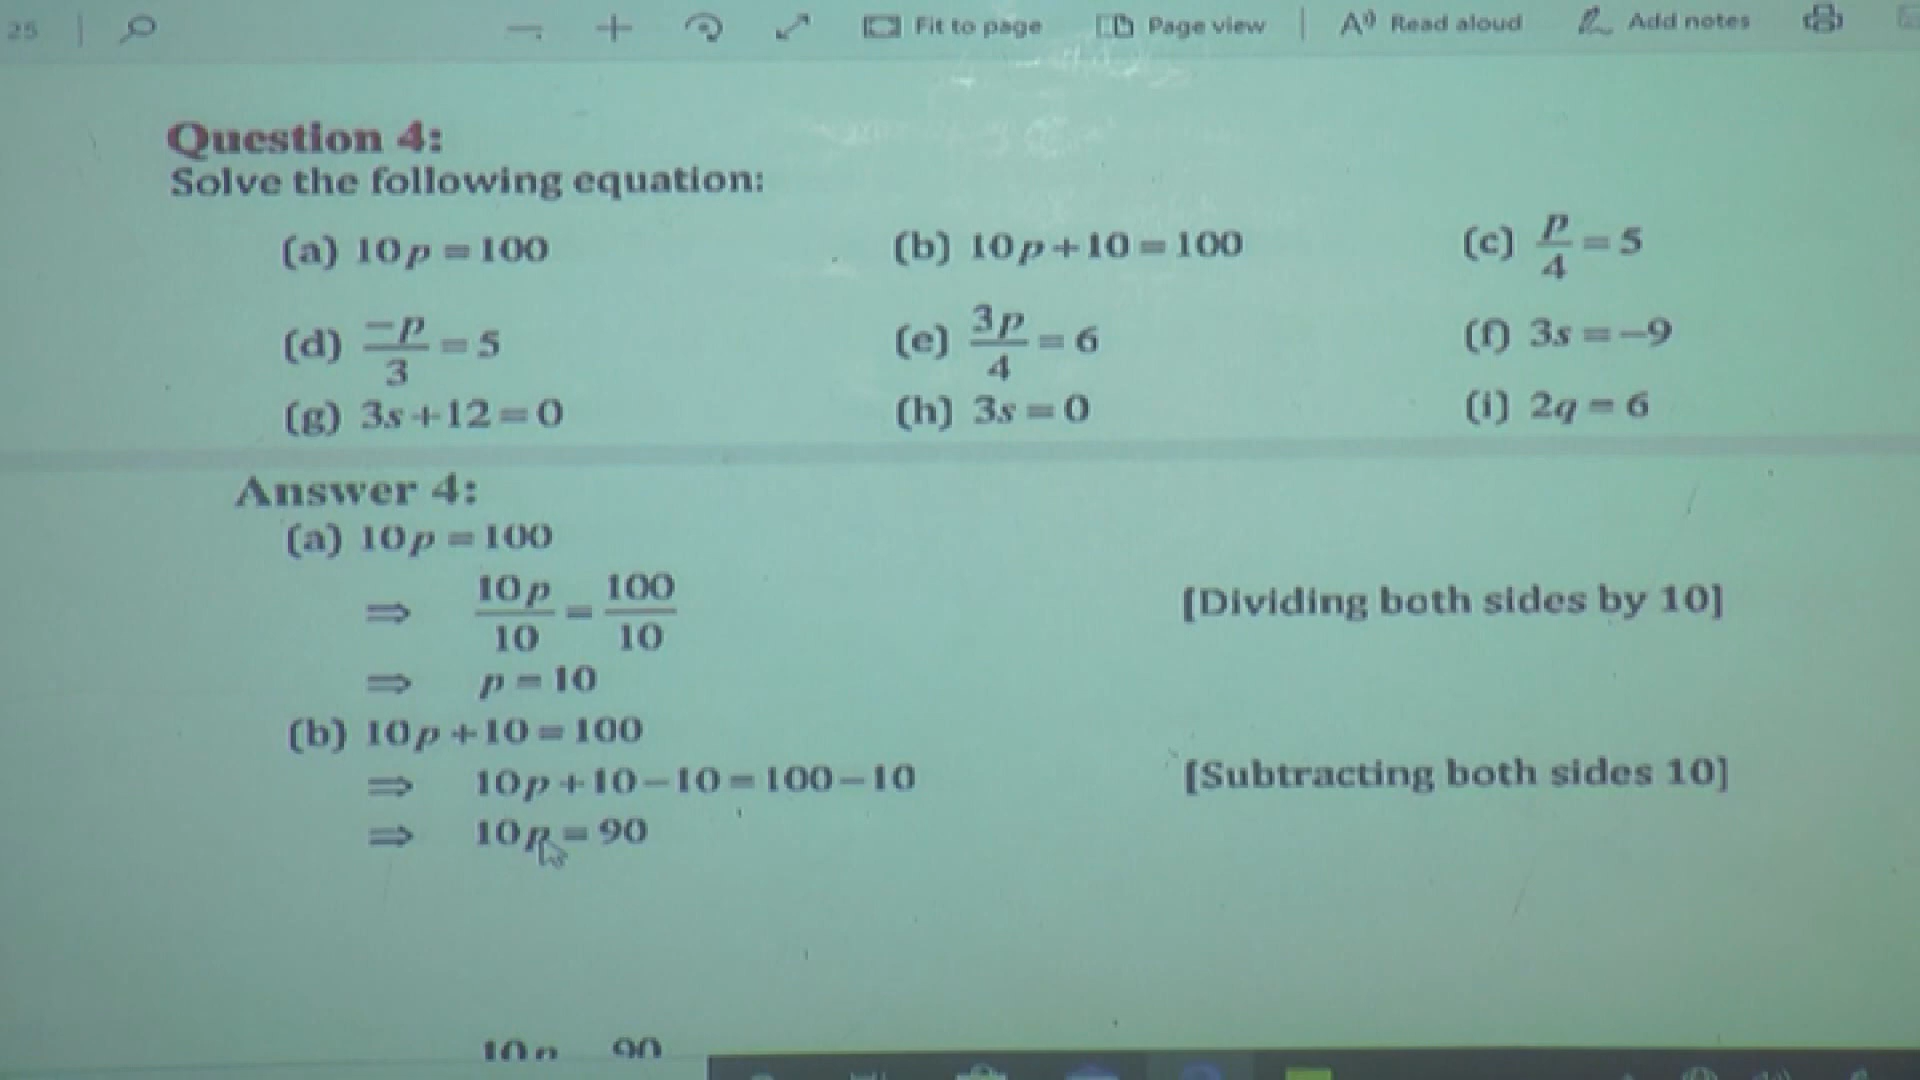 25 Fit to page Page view Read aloud Add notes
Question 4:
Solve the following equation:
(a) 10p = 100 (b) 10p + 10 = 100 (c) p/4 = 5
(d) -p/3 = 5 (e) 3p/4 = 6 (f) 3s = -9
(g) 3s + 12 = 0 (h) 3s = 0 (i) 2q = 6
Answer 4:
(a) 10p = 100
⇒ 10p/10 = 100/10 [Dividing both sides by 10]
⇒ p = 10
(b) 10p + 10 = 100
⇒ 10p + 10 – 10 = 100 – 10 [Subtracting both sides 10]
⇒ 10p = 90
10p 90